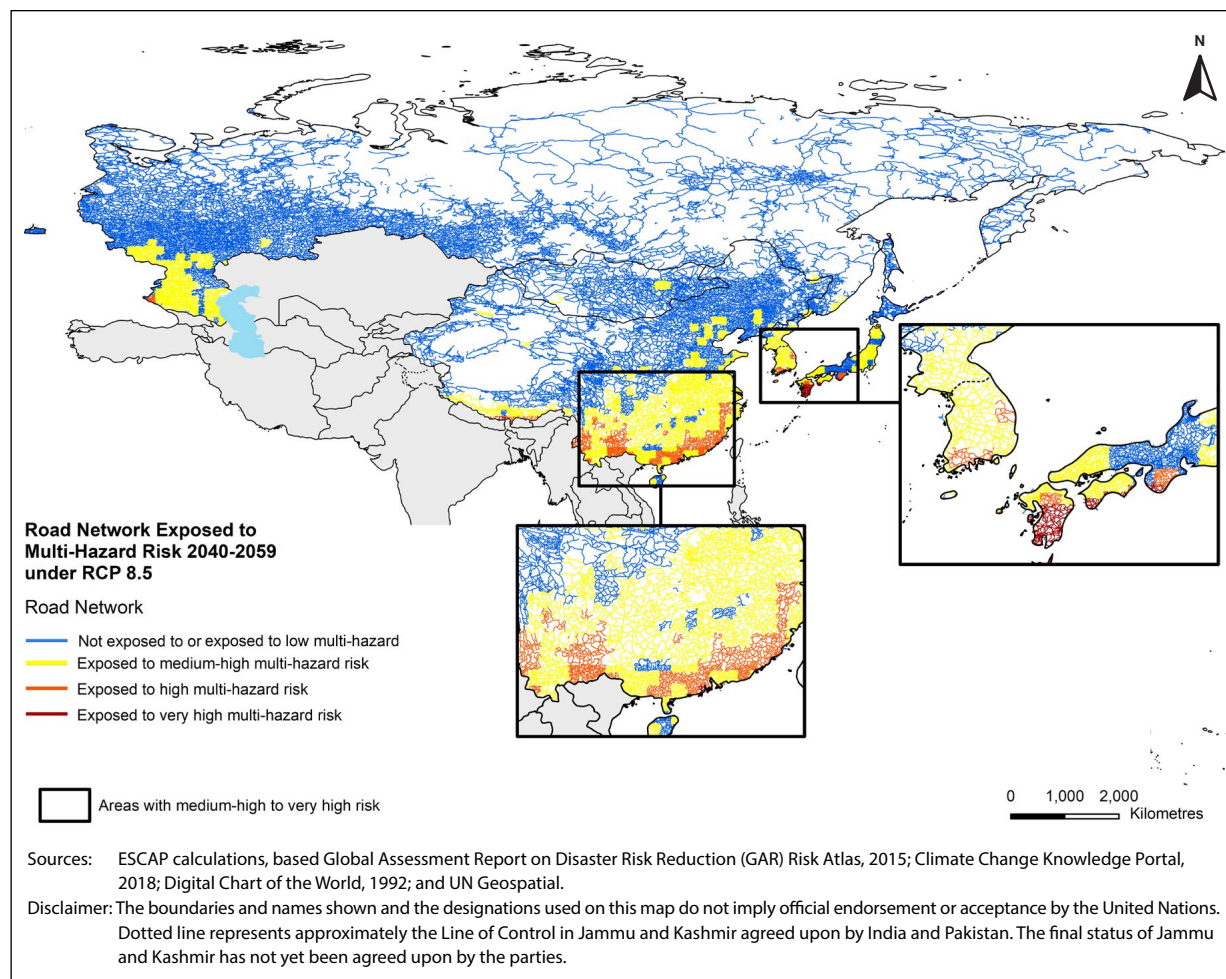 N
Road Network Exposed to
Multi-Hazard Risk 2040-2059
under RCP 8.5
Road Network
Not exposed to or exposed to low multi-hazard
Exposed to medium-high multi-hazard risk
Exposed to high multi-hazard risk
Exposed to very high multi-hazard risk
Areas with medium-high to very high risk
0 1,000 2,000
Kilometres
Sources: ESCAP calculations, based Global Assessment Report on Disaster Risk Reduction (GAR) Risk Atlas, 2015; Climate Change Knowledge Portal,
2018; Digital Chart of the World, 1992; and UN Geospatial.
Disclaimer: The boundaries and names shown and the designations used on this map do not imply official endorsement or acceptance by the United Nations.
Dotted line represents approximately the Line of Control in Jammu and Kashmir agreed upon by India and Pakistan. The final status of Jammu
and Kashmir has not yet been agreed upon by the parties.